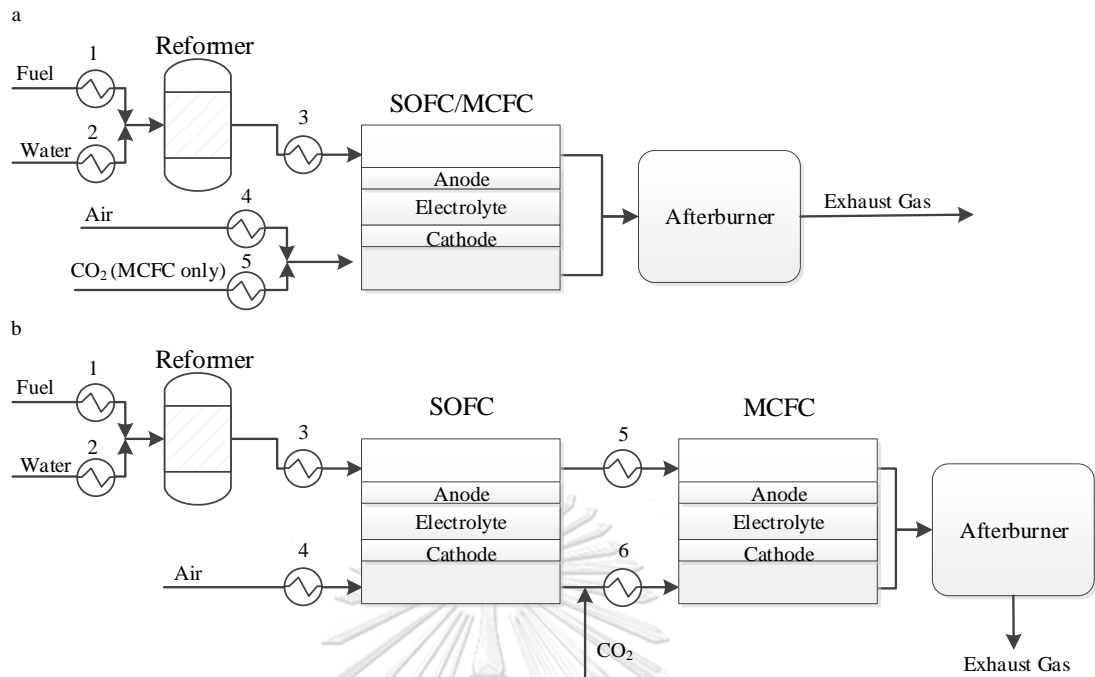 a
Reformer
1
Fuel
2
Water
3
SOFC/MCFC
Anode
Electrolyte
Cathode
4
Air
5
CO₂ (MCFC only)
Afterburner
Exhaust Gas
b
Reformer
1
Fuel
2
Water
3
SOFC
Anode
Electrolyte
Cathode
4
Air
5
6
CO₂
MCFC
Anode
Electrolyte
Cathode
Afterburner
Exhaust Gas